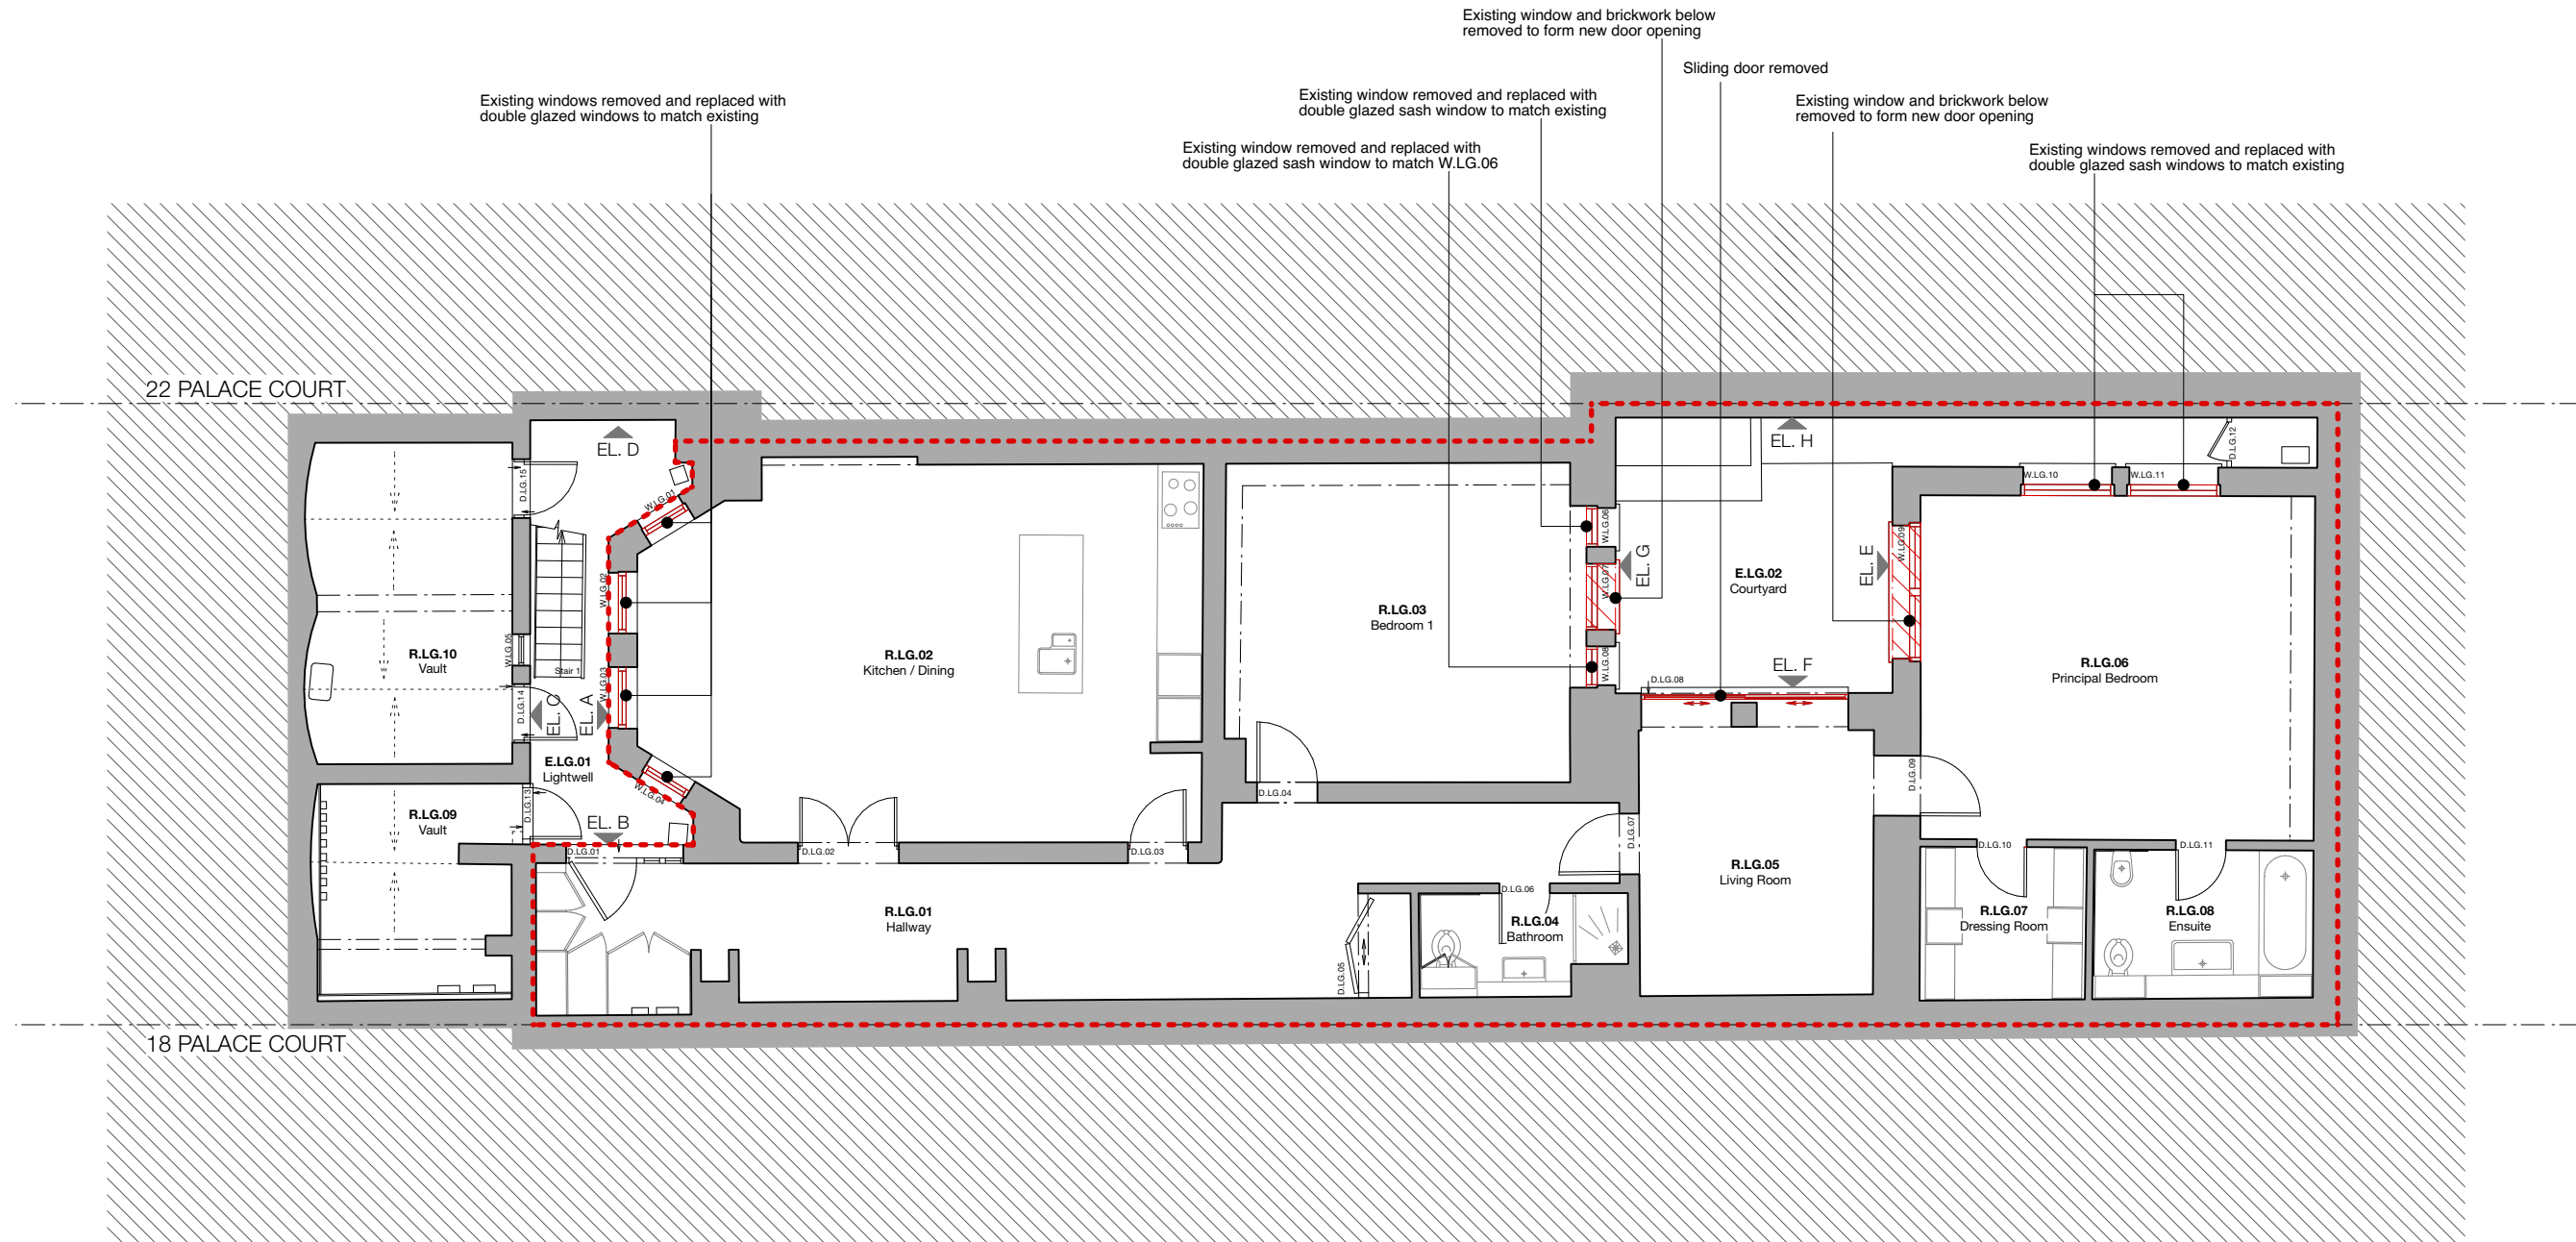 Existing window and brickwork below
removed to form new door opening
Sliding door removed
Existing windows removed and replaced with
double glazed windows to match existing
Existing window removed and replaced with
double glazed sash window to match existing
Existing window and brickwork below
removed to form new door opening
Existing window removed and replaced with
double glazed sash window to match W.LG.06
Existing windows removed and replaced with
double glazed sash windows to match existing
22 PALACE COURT
EL. D
EL. H
D.LG.12
W.LG.10
W.LG.11
D.LG.15
W.LG.01
W.LG.06
W.LG.09
EL. G
EL. E
W.LG.02
W.LG.07
E.LG.02
Courtyard
R.LG.03
Bedroom 1
R.LG.10
Vault
W.LG.05
Stair 1
W.LG.03
R.LG.02
Kitchen / Dining
W.LG.08
EL. F
D.LG.08
R.LG.06
Principal Bedroom
D.LG.14
EL. C
EL. A
E.LG.01
Lightwell
W.LG.04
D.LG.13
D.LG.04
D.LG.09
R.LG.09
Vault
EL. B
D.LG.01
D.LG.02
D.LG.03
D.LG.07
D.LG.10
D.LG.11
R.LG.05
Living Room
D.LG.06
R.LG.01
Hallway
R.LG.04
Bathroom
R.LG.07
Dressing Room
R.LG.08
Ensuite
D.LG.05
18 PALACE COURT